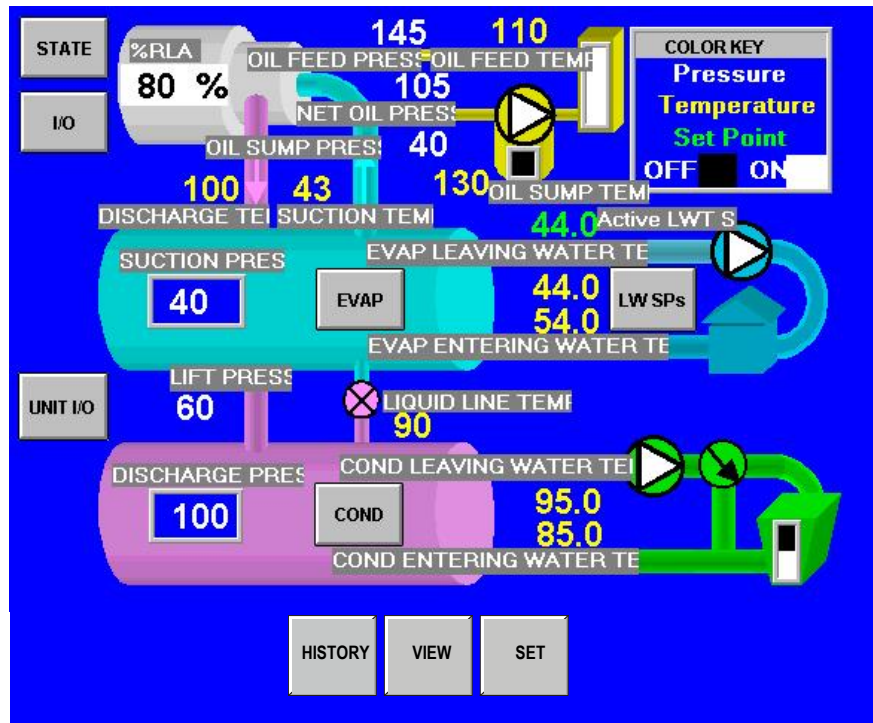 STATE
%RLA
80 %
145
110
OIL FEED PRESS
OIL FEED TEMP
COLOR KEY
Pressure
Temperature
Set Point
OFF
ON
I/O
105
NET OIL PRESS
OIL SUMP PRESS
40
100
43
130
OIL SUMP TEM
DISCHARGE TEI
SUCTION TEMI
44.0
Active LWT S
EVAP LEAVING WATER TE
SUCTION PRES
40
EVAP
44.0
LW SPs
54.0
EVAP ENTERING WATER TE
LIFT PRESS
UNIT I/O
60
LIQUID LINE TEMP
90
COND LEAVING WATER TEI
DISCHARGE PRES
100
COND
95.0
85.0
COND ENTERING WATER TE
HISTORY
VIEW
SET